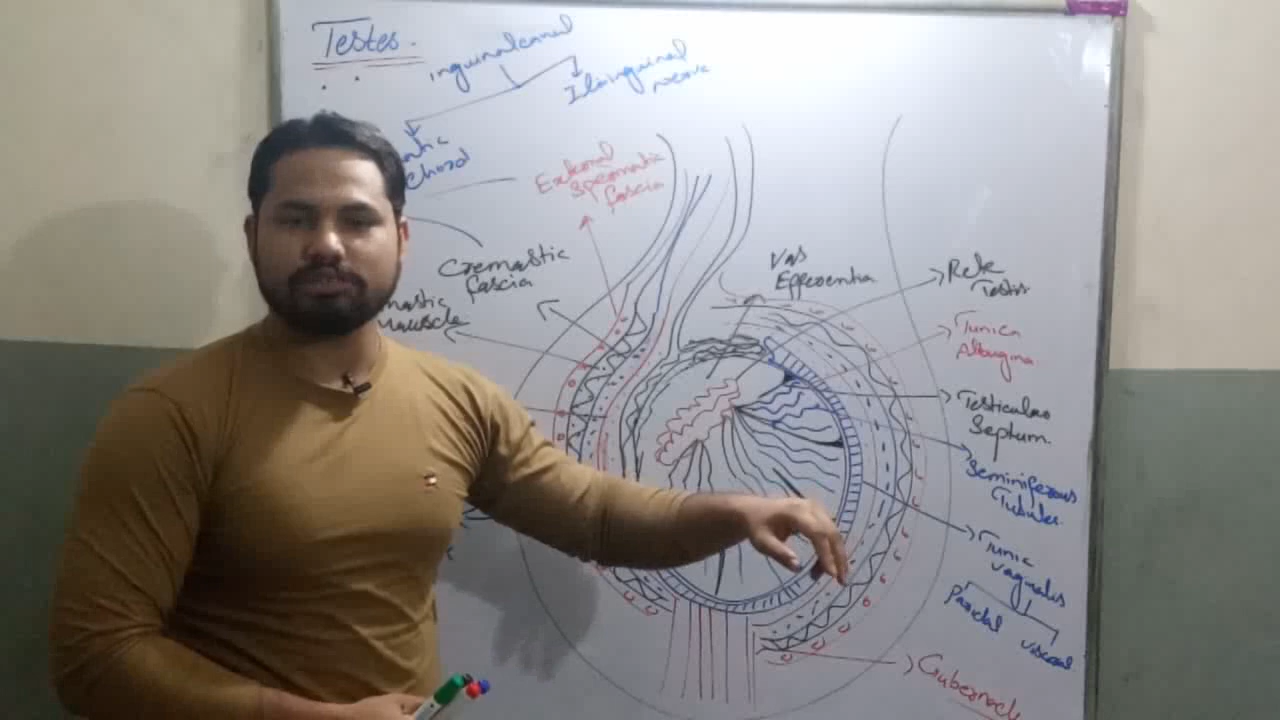 Testes.
inguinal canal
Ilioinguinal
nerve
chord
External
Spermatic
fascia
Cremastic
fascia
Vas
Efferentia
Rete
Testis
Tunica
Albugina
Testicular
Septum.
Seminiferous
Tubules.
Tunic
vaginalis
Parietal
visceral